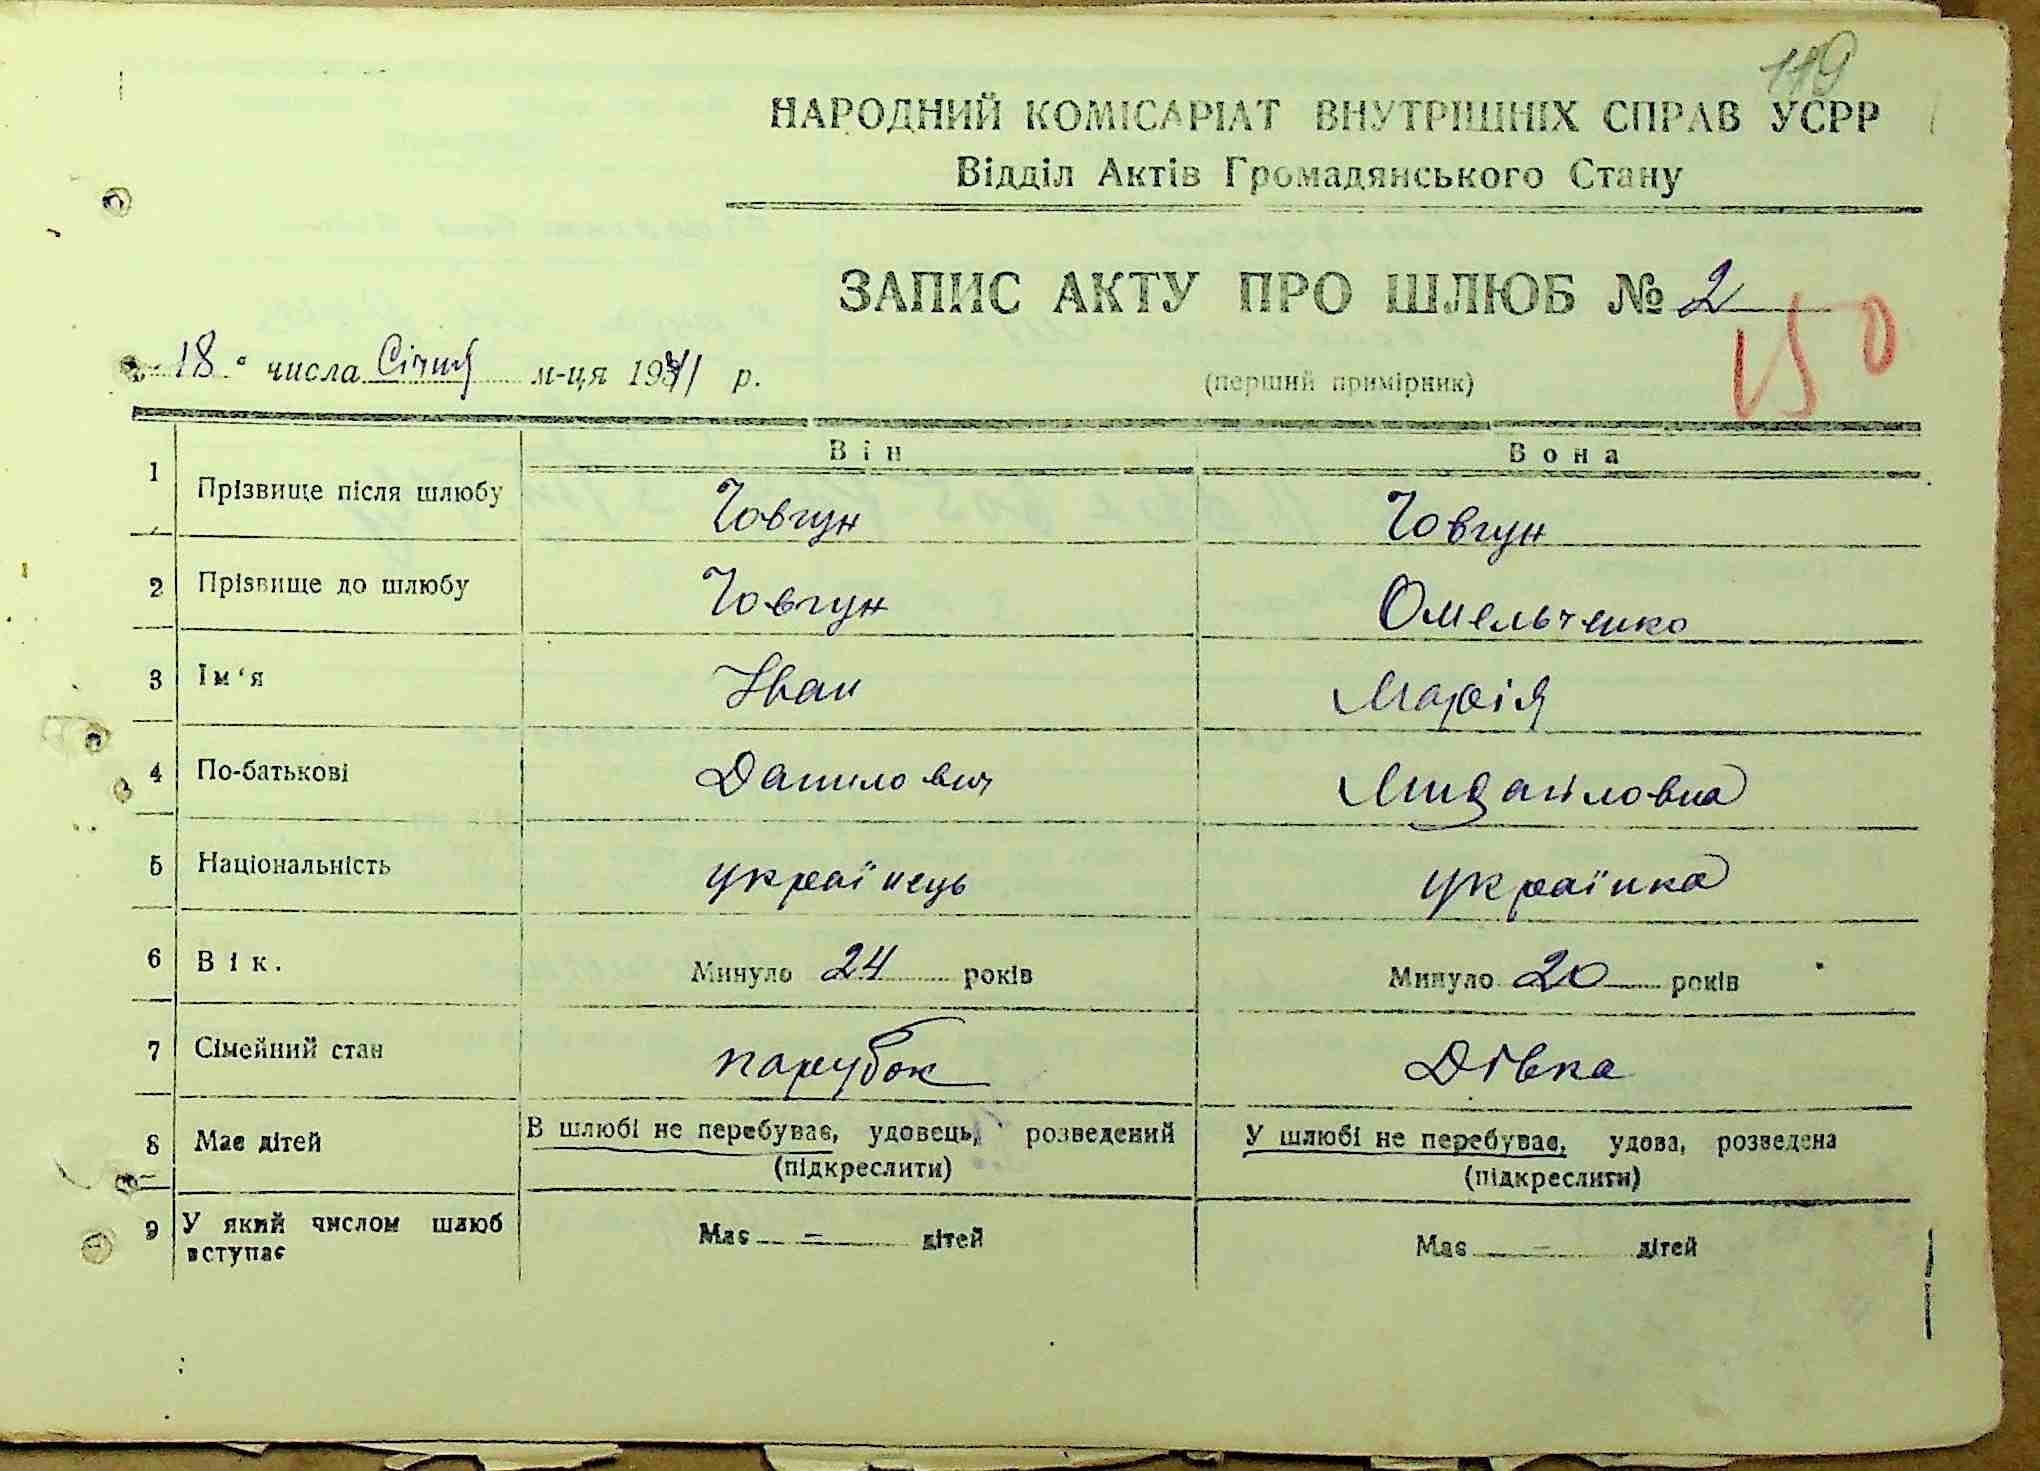 119
НАРОДНИЙ КОМІСАРІАТ ВНУТРІШНІХ СПРАВ УСРР
Відділ Актів Громадянського Стану
ЗАПИС АКТУ ПРО ШЛЮБ № 2
150
18 " числа Січня м-ця 1941 р.
(перший примірник)
Він Вона
1 Прізвище після шлюбу Човгун Човгун
2 Прізвище до шлюбу Човгун Омельченко
3 Ім'я Іван Марія
4 По-батькові Данилович Михайловна
5 Національність українець українка
6 Вік. Минуло 24 років Минуло 20 років
7 Сімейний стан парубок Дівка
8 Має дітей В шлюбі не перебуває, удовець, розведений У шлюбі не перебуває, удова, розведена
(підкреслити) (підкреслити)
9 У який числом шлюб вступає Має - дітей Має - дітей